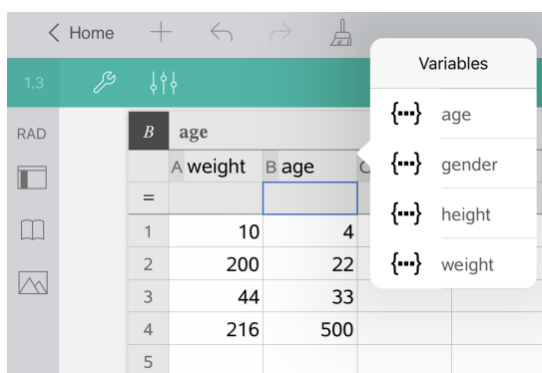 Home
1.3
Variables
age
gender
height
weight
RAD
B age
A weight B age C
=
1 10 4
2 200 22
3 44 33
4 216 500
5